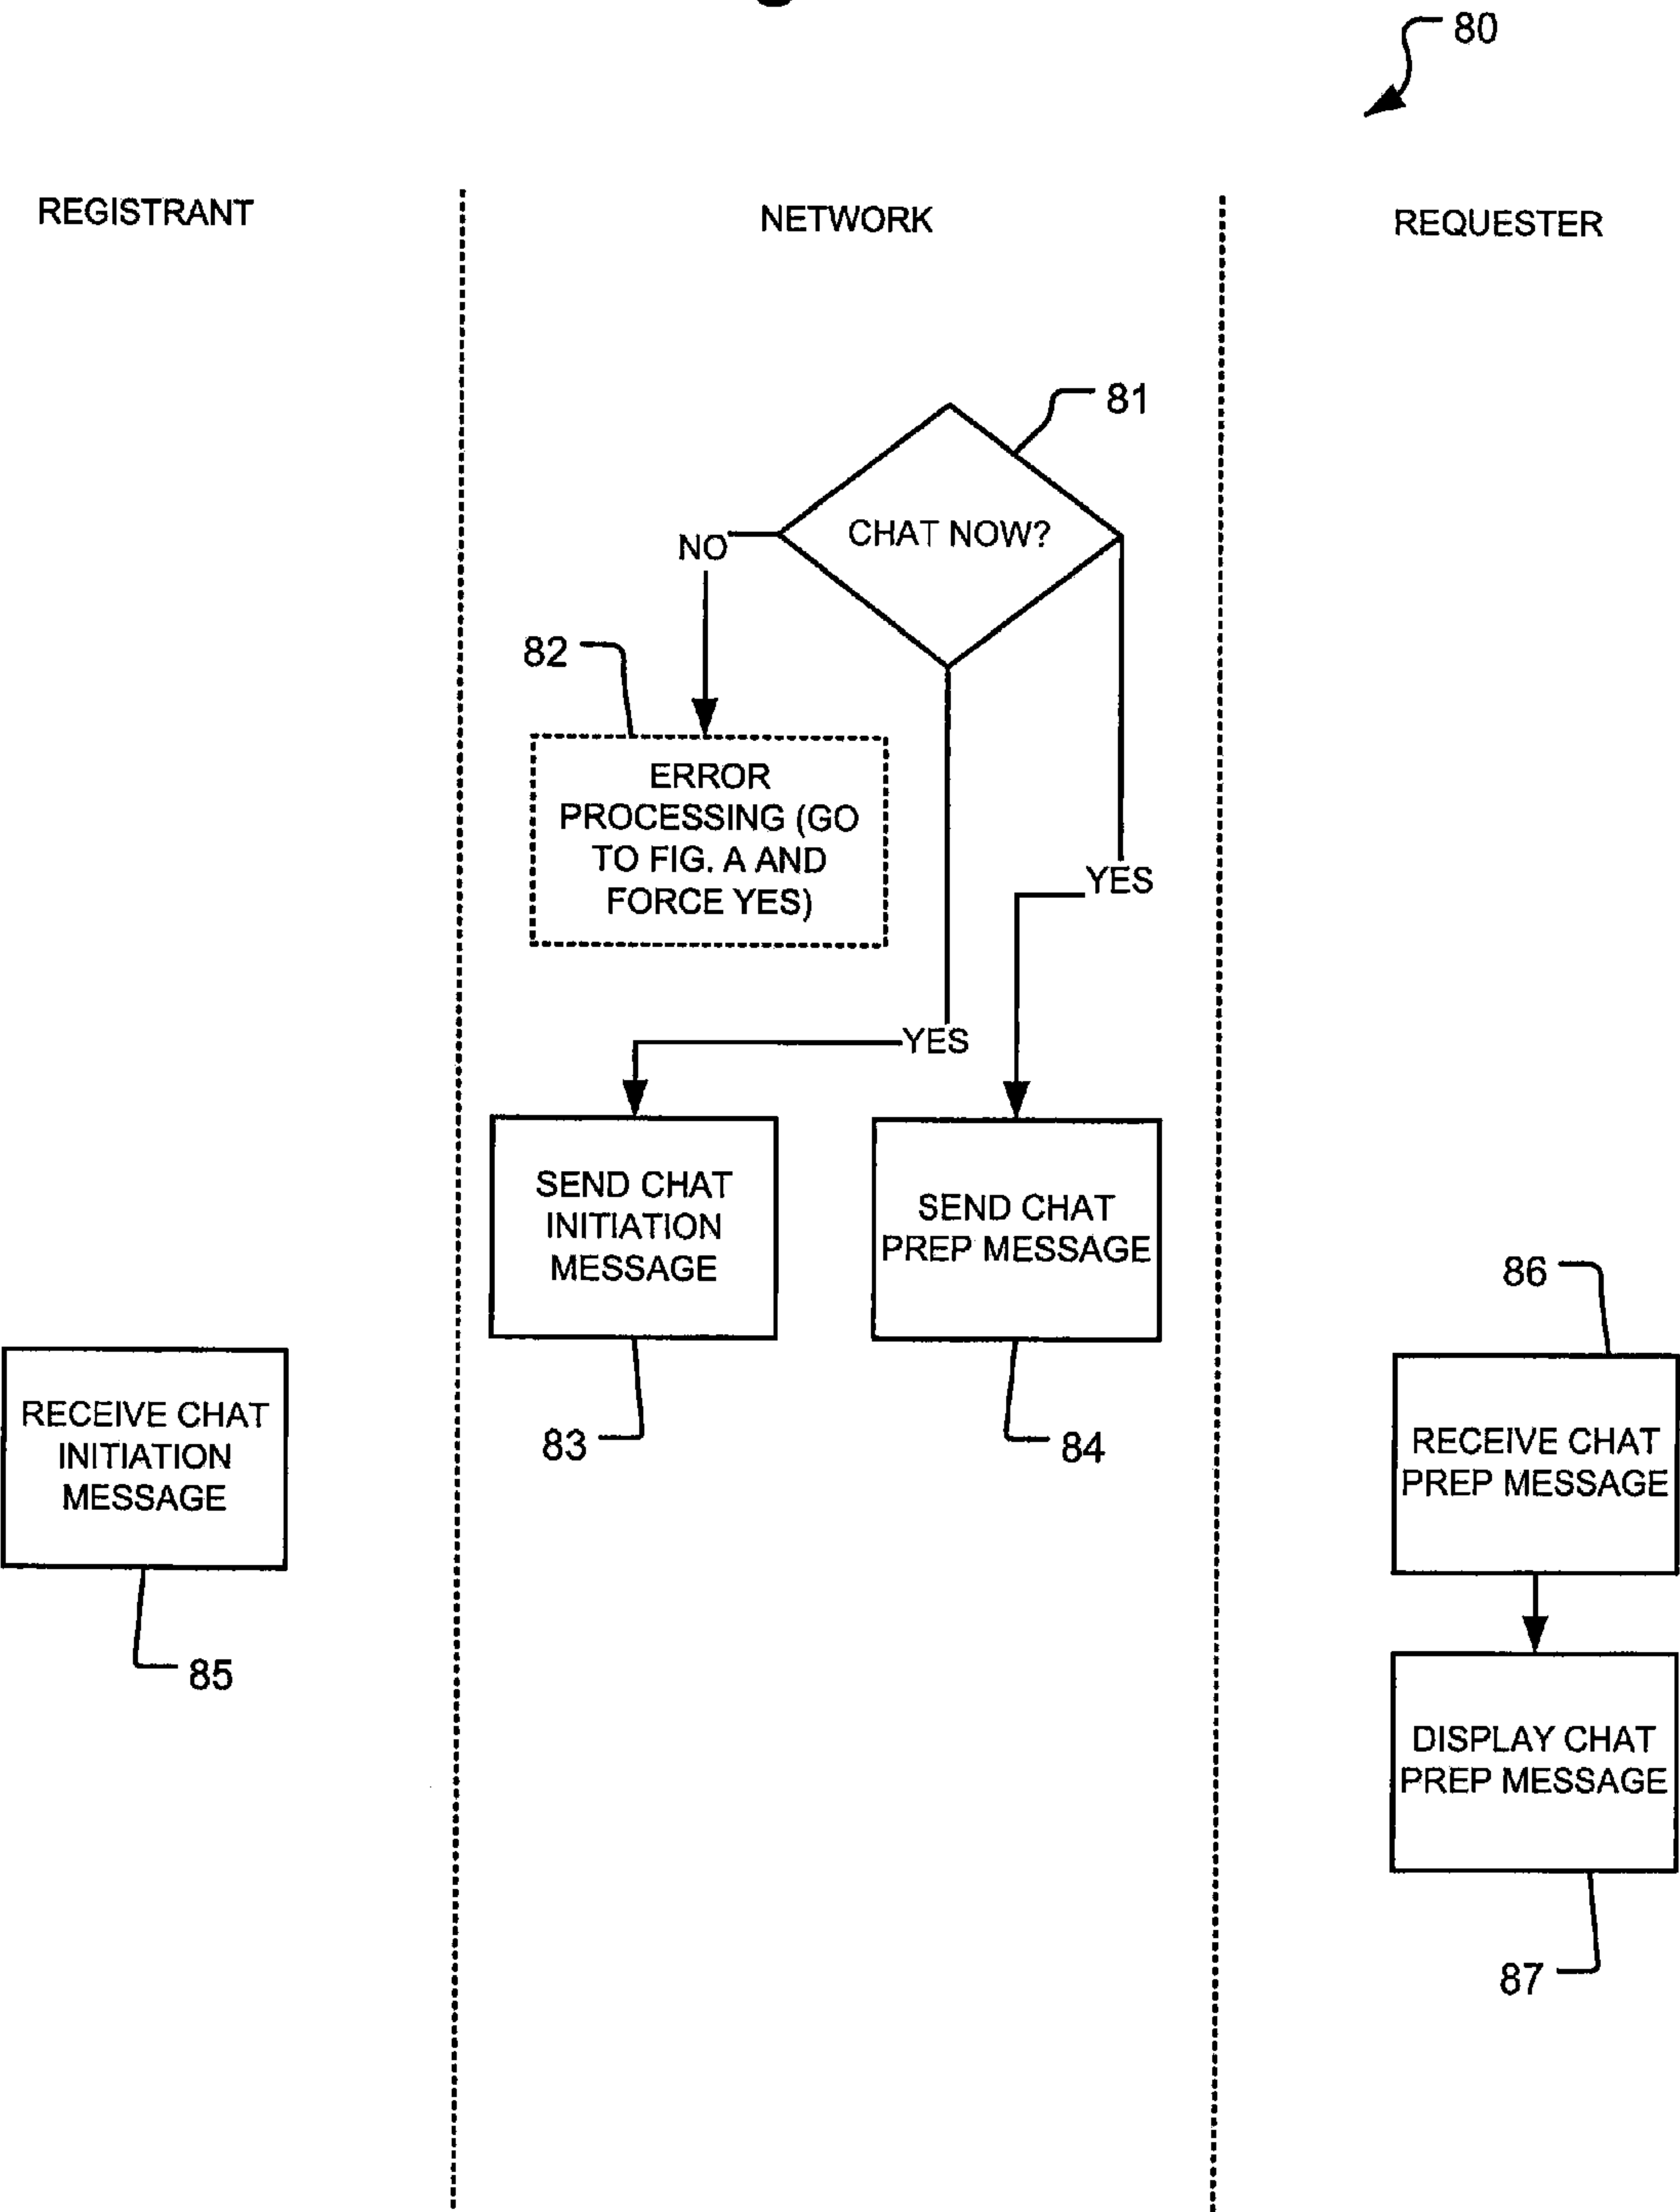 80
REGISTRANT
NETWORK
REQUESTER
81
CHAT NOW?
NO
82
ERROR
PROCESSING (GO
TO FIG. A AND
FORCE YES)
YES
YES
SEND CHAT
INITIATION
MESSAGE
SEND CHAT
PREP MESSAGE
86
83
84
RECEIVE CHAT
INITIATION
MESSAGE
RECEIVE CHAT
PREP MESSAGE
85
DISPLAY CHAT
PREP MESSAGE
87